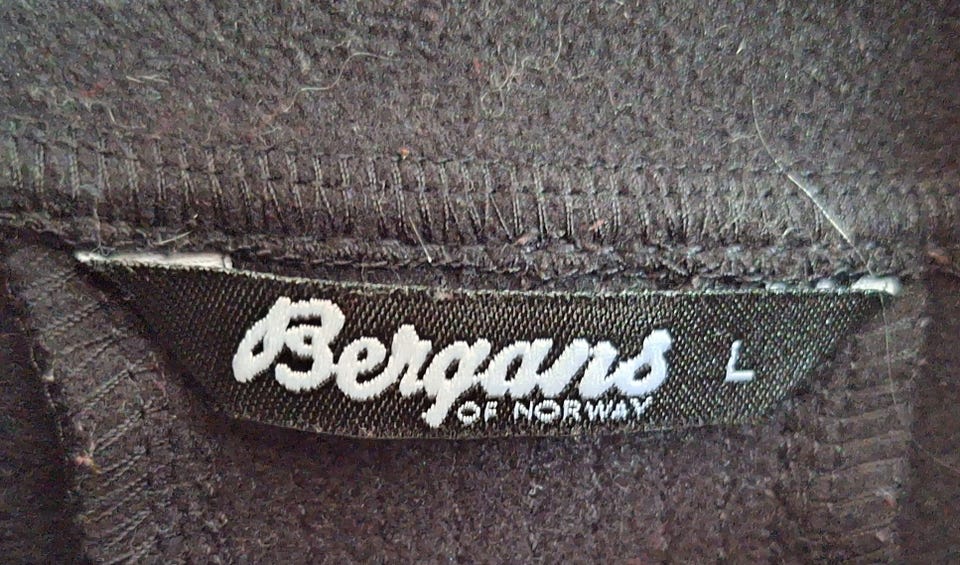 Bergans L
OF NORWAY